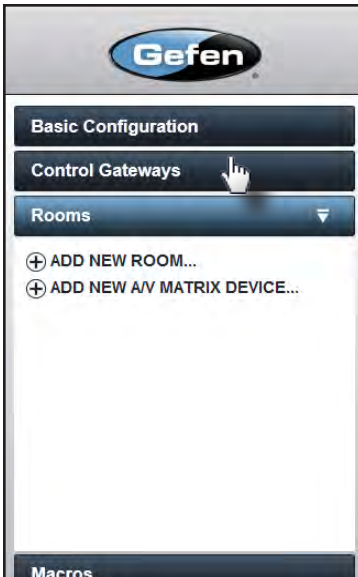 Gefen
Basic Configuration
Control Gateways
Rooms
ADD NEW ROOM...
ADD NEW A/V MATRIX DEVICE...
Macros